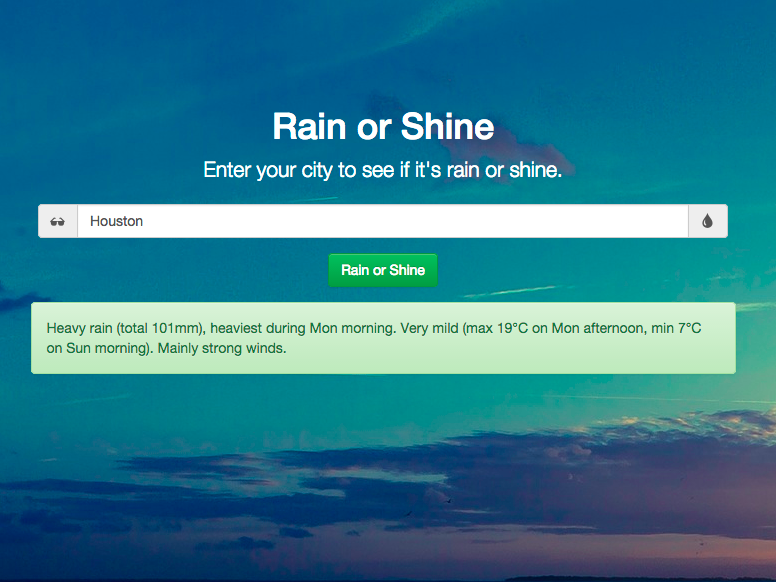 Rain or Shine
Enter your city to see if it's rain or shine.
Houston
Rain or Shine
Heavy rain (total 101mm), heaviest during Mon morning. Very mild (max 19°C on Mon afternoon, min 7°C
on Sun morning). Mainly strong winds.